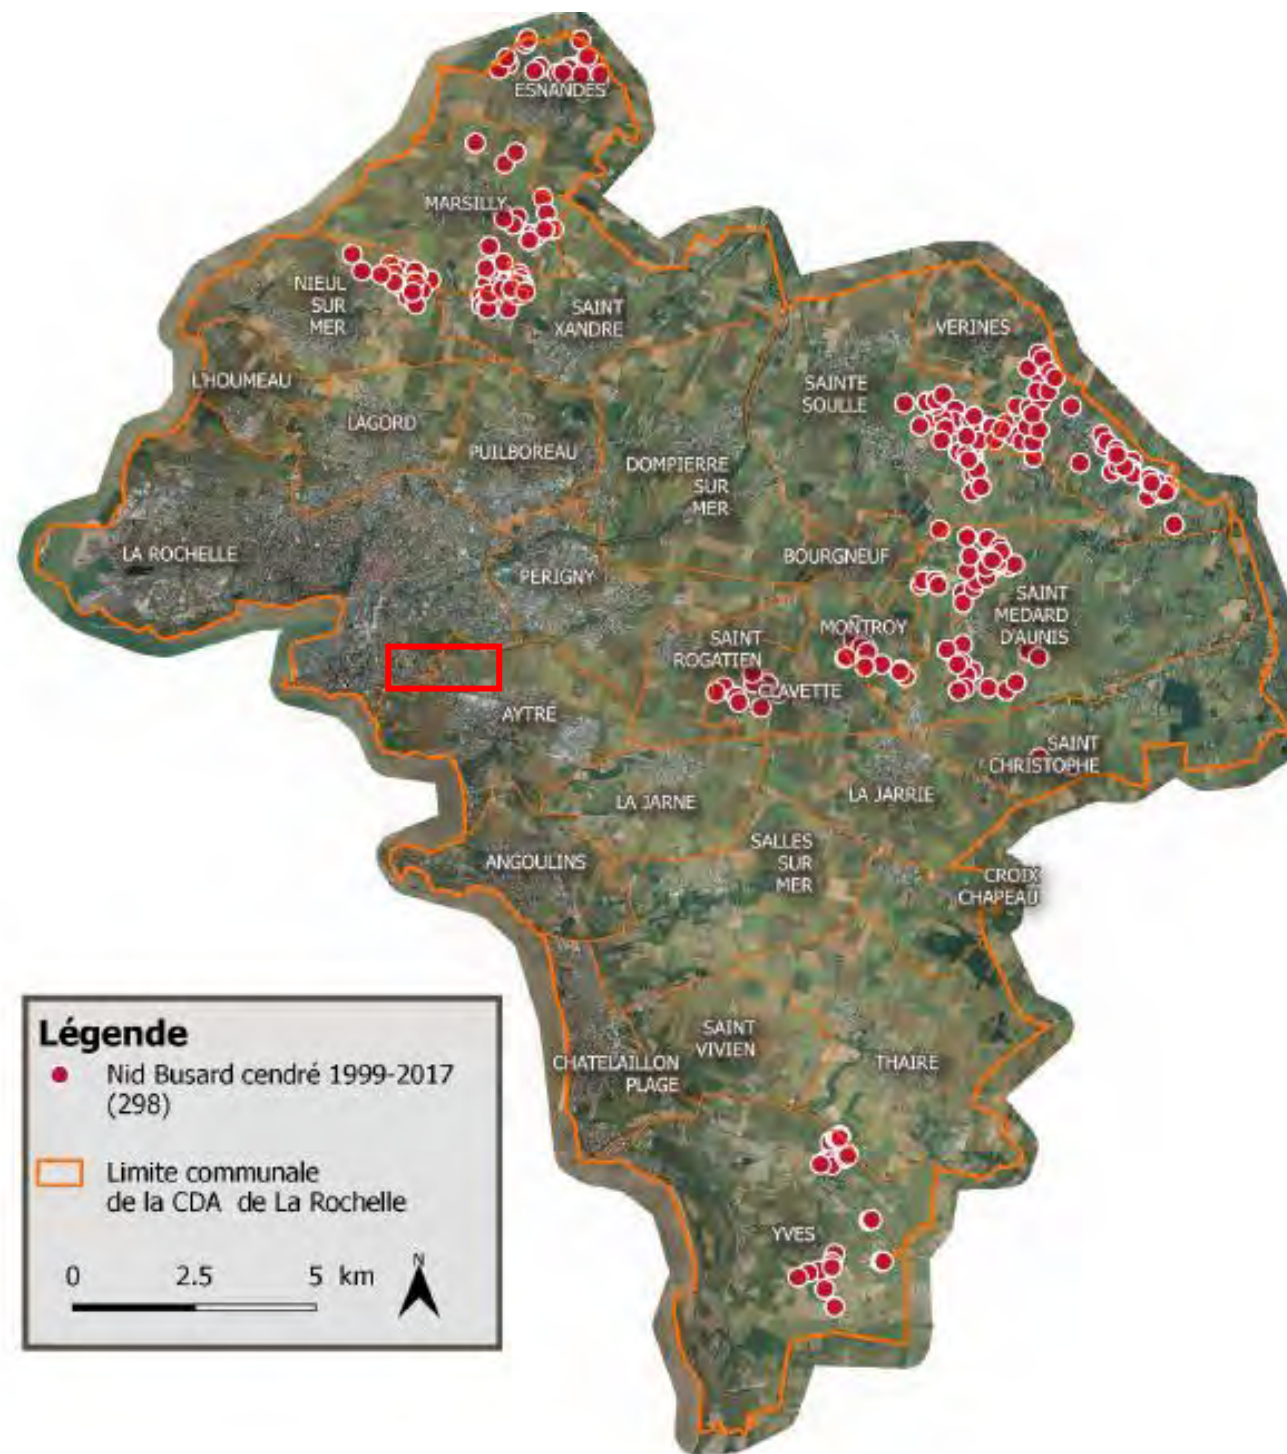 ESNANDES
MARSILLY
NIEUL
SUR
MER
SAINT
XANDRE
VERINES
L'HOUMEAU
SAINTE
SOULLE
LAGORD
PUILBOREAU
DOMPIERRE
SUR
MER
LA ROCHELLE
PERIGNY
BOURGNEUF
SAINT
MEDARD
D'AUNIS
MONTROY
SAINT
ROGATIEN
CLAVETTE
AYTRE
SAINT
CHRISTOPHE
LA JARNE
LA JARRIE
SALLES
SUR
MER
ANGOULINS
CROIX
CHAPEAU
SAINT
VIVIEN
CHATELAILLON
PLAGE
THAIRE
YVES
Légende
Nid Busard cendré 1999-2017
(298)
Limite communale
de la CDA de La Rochelle
N
0 2.5 5 km